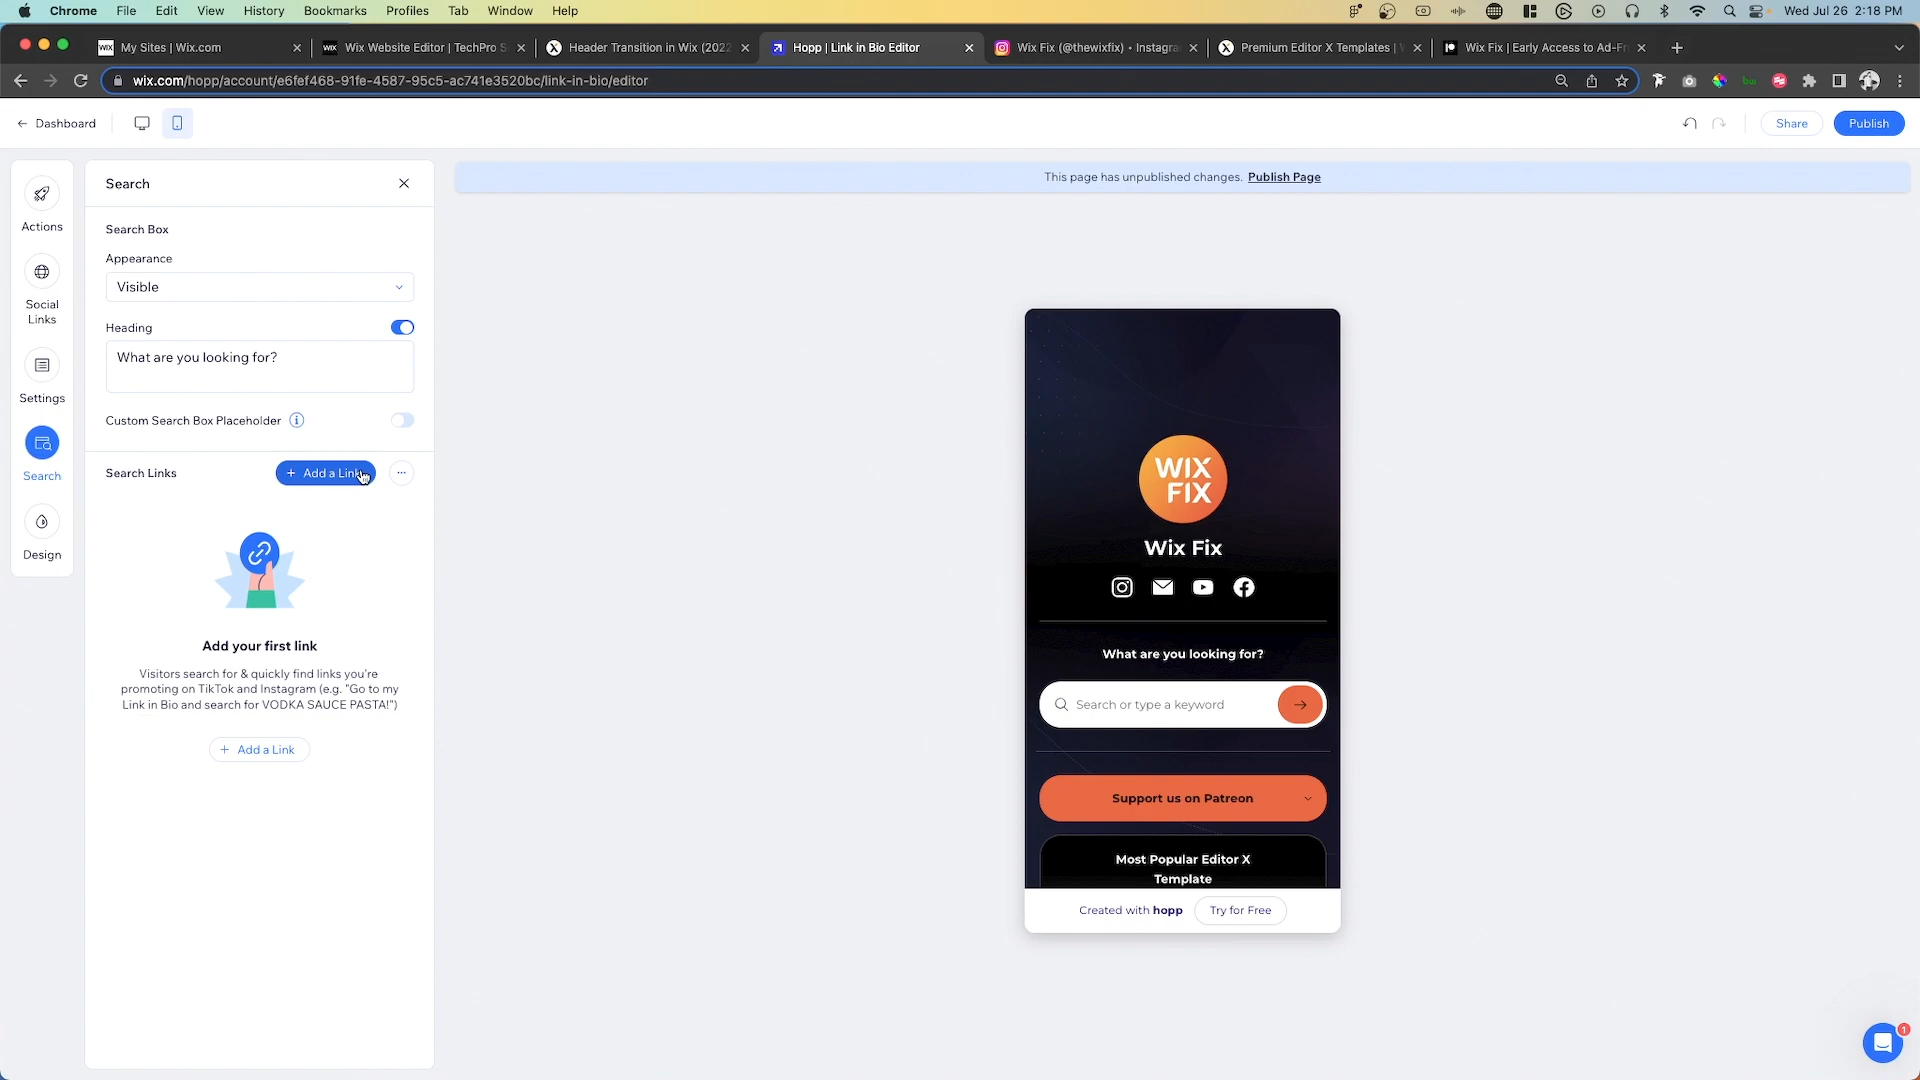 Chrome File Edit View History Bookmarks Profiles Tab Window Help Wed Jul 26 2:18 PM
My Sites | Wix.com Wix Website Editor | TechPro S Header Transition in Wix (2022 Hopp | Link in Bio Editor Wix Fix (@thewixfix) • Instagra Premium Editor X Templates | Wix Fix | Early Access to Ad-Fr
wix.com/hopp/account/e6fef468-91fe-4587-95c5-ac741e3520bc/link-in-bio/editor
Dashboard Share Publish
Actions
Social
Links
Settings
Search
Design
Search
Search Box
Appearance
Visible
Heading
What are you looking for?
Custom Search Box Placeholder
Search Links + Add a Link
Add your first link
Visitors search for & quickly find links you're
promoting on TikTok and Instagram (e.g. "Go to my
Link in Bio and search for VODKA SAUCE PASTA!")
+ Add a Link
This page has unpublished changes. Publish Page
WIX
FIX
Wix Fix
What are you looking for?
Search or type a keyword
Support us on Patreon
Most Popular Editor X
Template
Created with hopp Try for Free
1